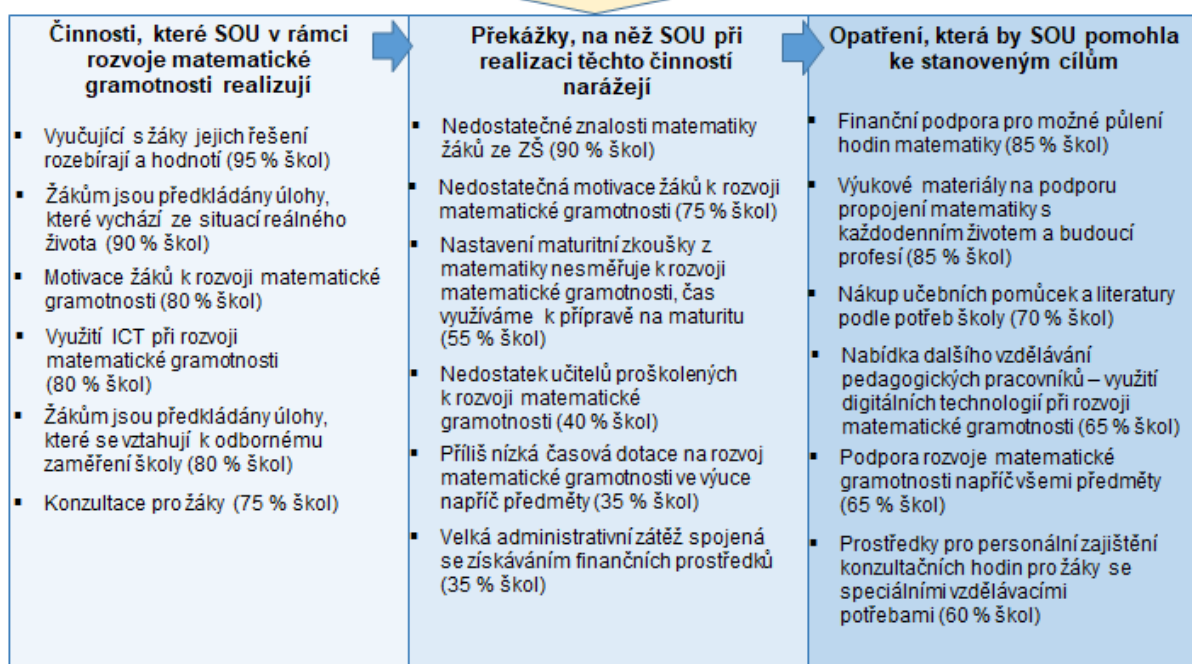 Činnosti, které SOU v rámci
rozvoje matematické
gramotnosti realizují
▪ Vyučující s žáky jejich řešení
rozebírají a hodnotí (95 % škol)
▪ Žákům jsou předkládány úlohy,
které vychází ze situací reálného
života (90 % škol)
▪ Motivace žáků k rozvoji matematické
gramotnosti (80 % škol)
▪ Využití ICT při rozvoji
matematické gramotnosti
(80 % škol)
▪ Žákům jsou předkládány úlohy,
které se vztahují k odbornému
zaměření školy (80 % škol)
▪ Konzultace pro žáky (75 % škol)
Překážky, na něž SOU při
realizaci těchto činností
narážejí
▪ Nedostatečné znalosti matematiky
žáků ze ZŠ (90 % škol)
▪ Nedostatečná motivace žáků k rozvoji
matematické gramotnosti (75 % škol)
▪ Nastavení maturitní zkoušky z
matematiky nesměřuje k rozvoji
matematické gramotnosti, čas
využíváme k přípravě na maturitu
(55 % škol)
▪ Nedostatek učitelů proškolených
k rozvoji matematické
gramotnosti (40 % škol)
▪ Příliš nízká časová dotace na rozvoj
matematické gramotnosti ve výuce
napříč předměty (35 % škol)
▪ Velká administrativní zátěž spojená
se získáváním finančních prostředků
(35 % škol)
Opatření, která by SOU pomohla
ke stanoveným cílům
▪ Finanční podpora pro možné půlení
hodin matematiky (85 % škol)
▪ Výukové materiály na podporu
propojení matematiky s
každodenním životem a budoucí
profesí (85 % škol)
▪ Nákup učebních pomůcek a literatury
podle potřeb školy (70 % škol)
▪ Nabídka dalšího vzdělávání
pedagogických pracovníků – využití
digitálních technologií při rozvoji
matematické gramotnosti (65 % škol)
▪ Podpora rozvoje matematické
gramotnosti napříč všemi předměty
(65 % škol)
▪ Prostředky pro personální zajištění
konzultačních hodin pro žáky se
speciálními vzdělávacími
potřebami (60 % škol)